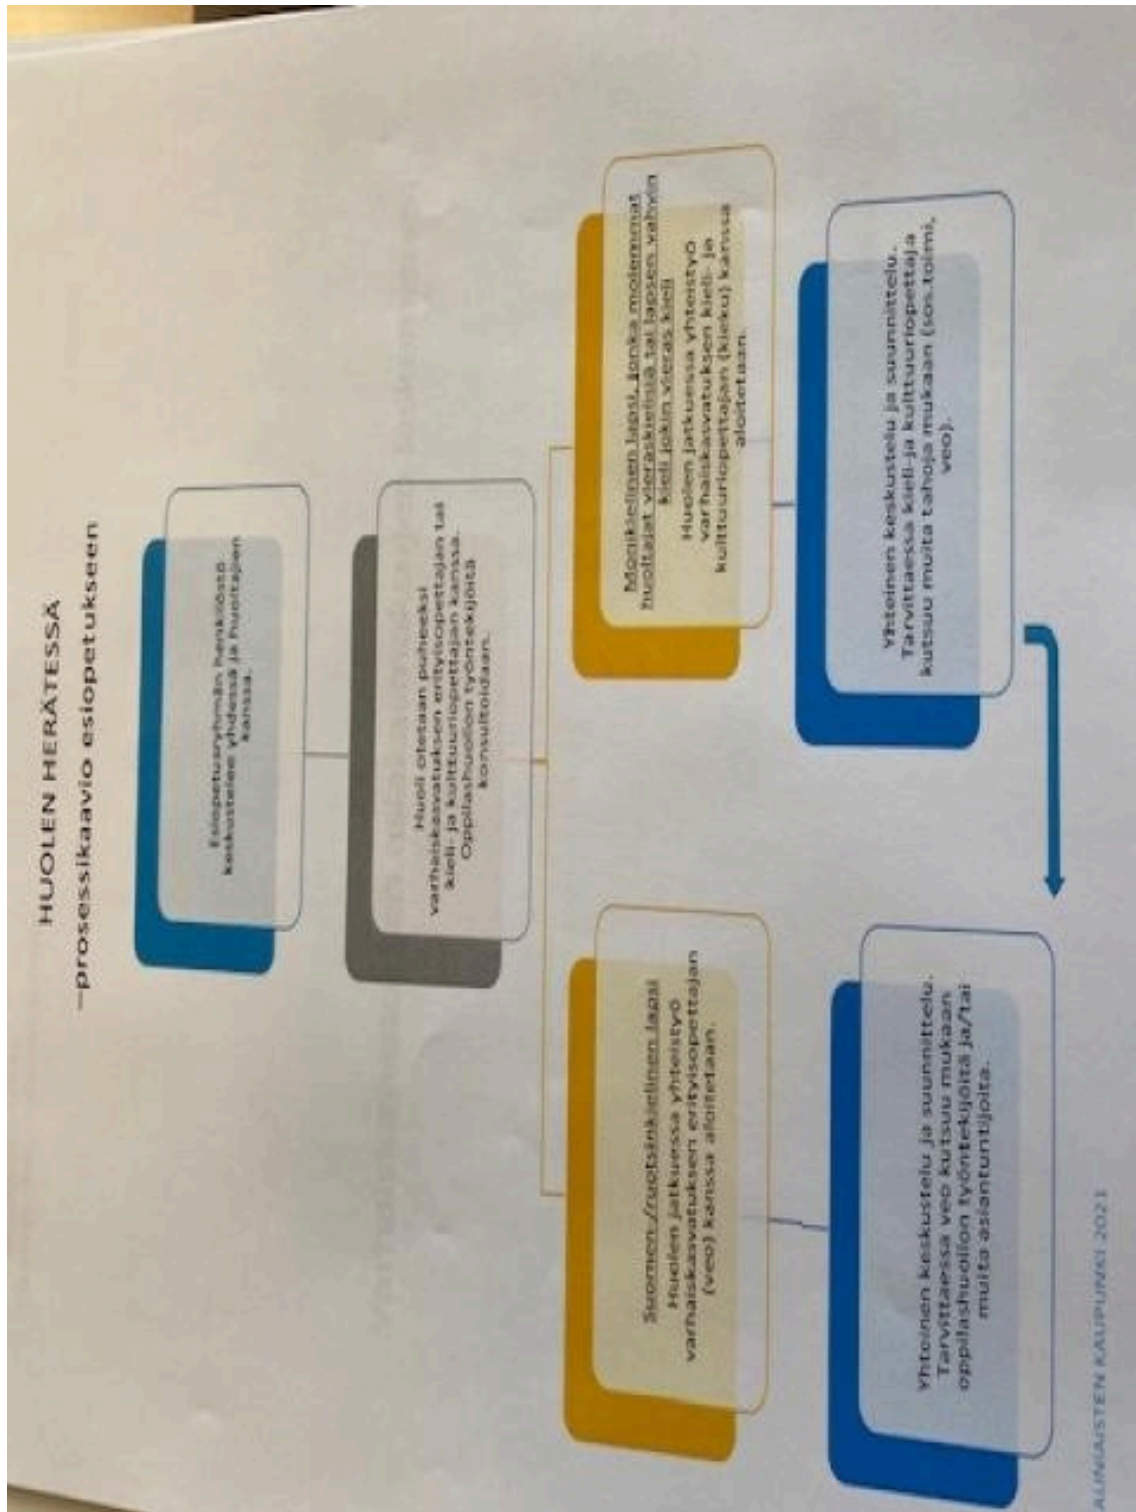 HUOLEN HERÄTESSÄ
—prosessikaavio esiopetukseen
Esiopetusryhmän henkilöstö
keskustelee yhdessä ja huoltajien
kanssa.
Huoli otetaan puheeksi
varhaiskasvatuksen erityisopettajan tai
kieli- ja kulttuuriopettajan kanssa.
Oppilashuollon työntekijöitä
konsultoidaan.
Suomen-/ruotsinkielinen lapsi
Huolen jatkuessa yhteistyö
varhaiskasvatuksen erityisopettajan
(veo) kanssa aloitetaan.
Yhteinen keskustelu ja suunnittelu.
Tarvittaessa veo kutsuu mukaan
oppilashuollon työntekijöitä ja/tai
muita asiantuntijoita.
Monikielinen lapsi, jonka molemmat
huoltajat vieraskielisiä tai lapsen vahvin
kieli jokin vieras kieli
Huolen jatkuessa yhteistyö
varhaiskasvatuksen kieli- ja
kulttuuriopettajan (kieku) kanssa
aloitetaan.
Yhteinen keskustelu ja suunnittelu.
Tarvittaessa kieli-ja kulttuuriopettaja
kutsuu muita tahoja mukaan (sos.toimi,
veo).
KAUPUNKI 2021